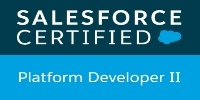 SALESFORCE
CERTIFIED
Platform Developer II